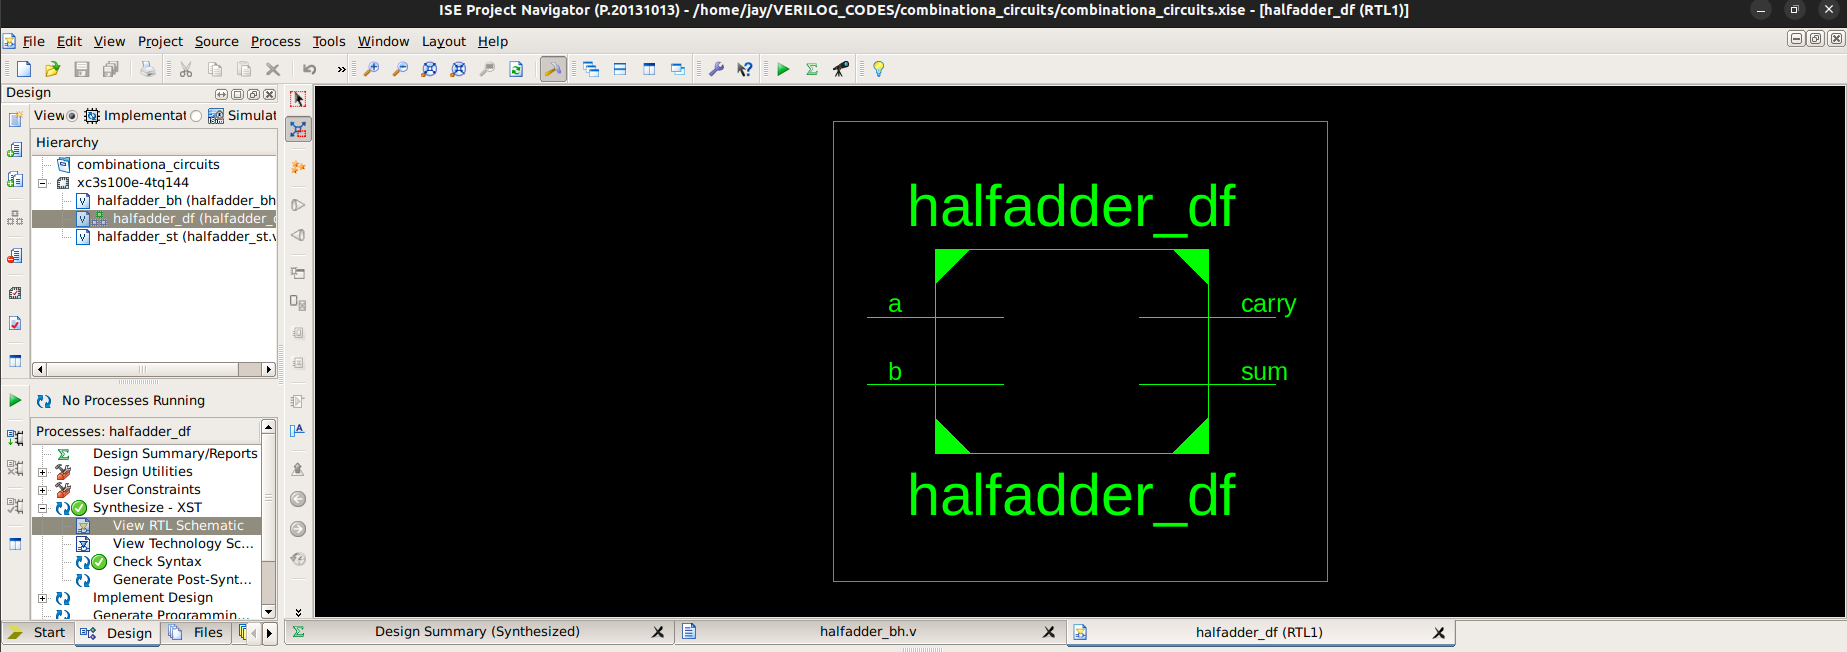 ISE Project Navigator (P.20131013) - /home/jay/VERILOG_CODES/combinationa_circuits/combinationa_circuits.xise - [halfadder_df (RTL1)]
File Edit View Project Source Process Tools Window Layout Help
»
Design
View Implementat Simulat
Hierarchy
combinationa_circuits
xc3s100e-4tq144
halfadder_bh (halfadder_bh
halfadder_df (halfadder_d
halfadder_st (halfadder_st.v
No Processes Running
Processes: halfadder_df
Design Summary/Reports
Design Utilities
User Constraints
Synthesize - XST
View RTL Schematic
View Technology Sc...
Check Syntax
Generate Post-Synt...
Implement Design
Generate Programmin...
Start Design Files
halfadder_df
a carry
b sum
halfadder_df
Design Summary (Synthesized) halfadder_bh.v halfadder_df (RTL1)